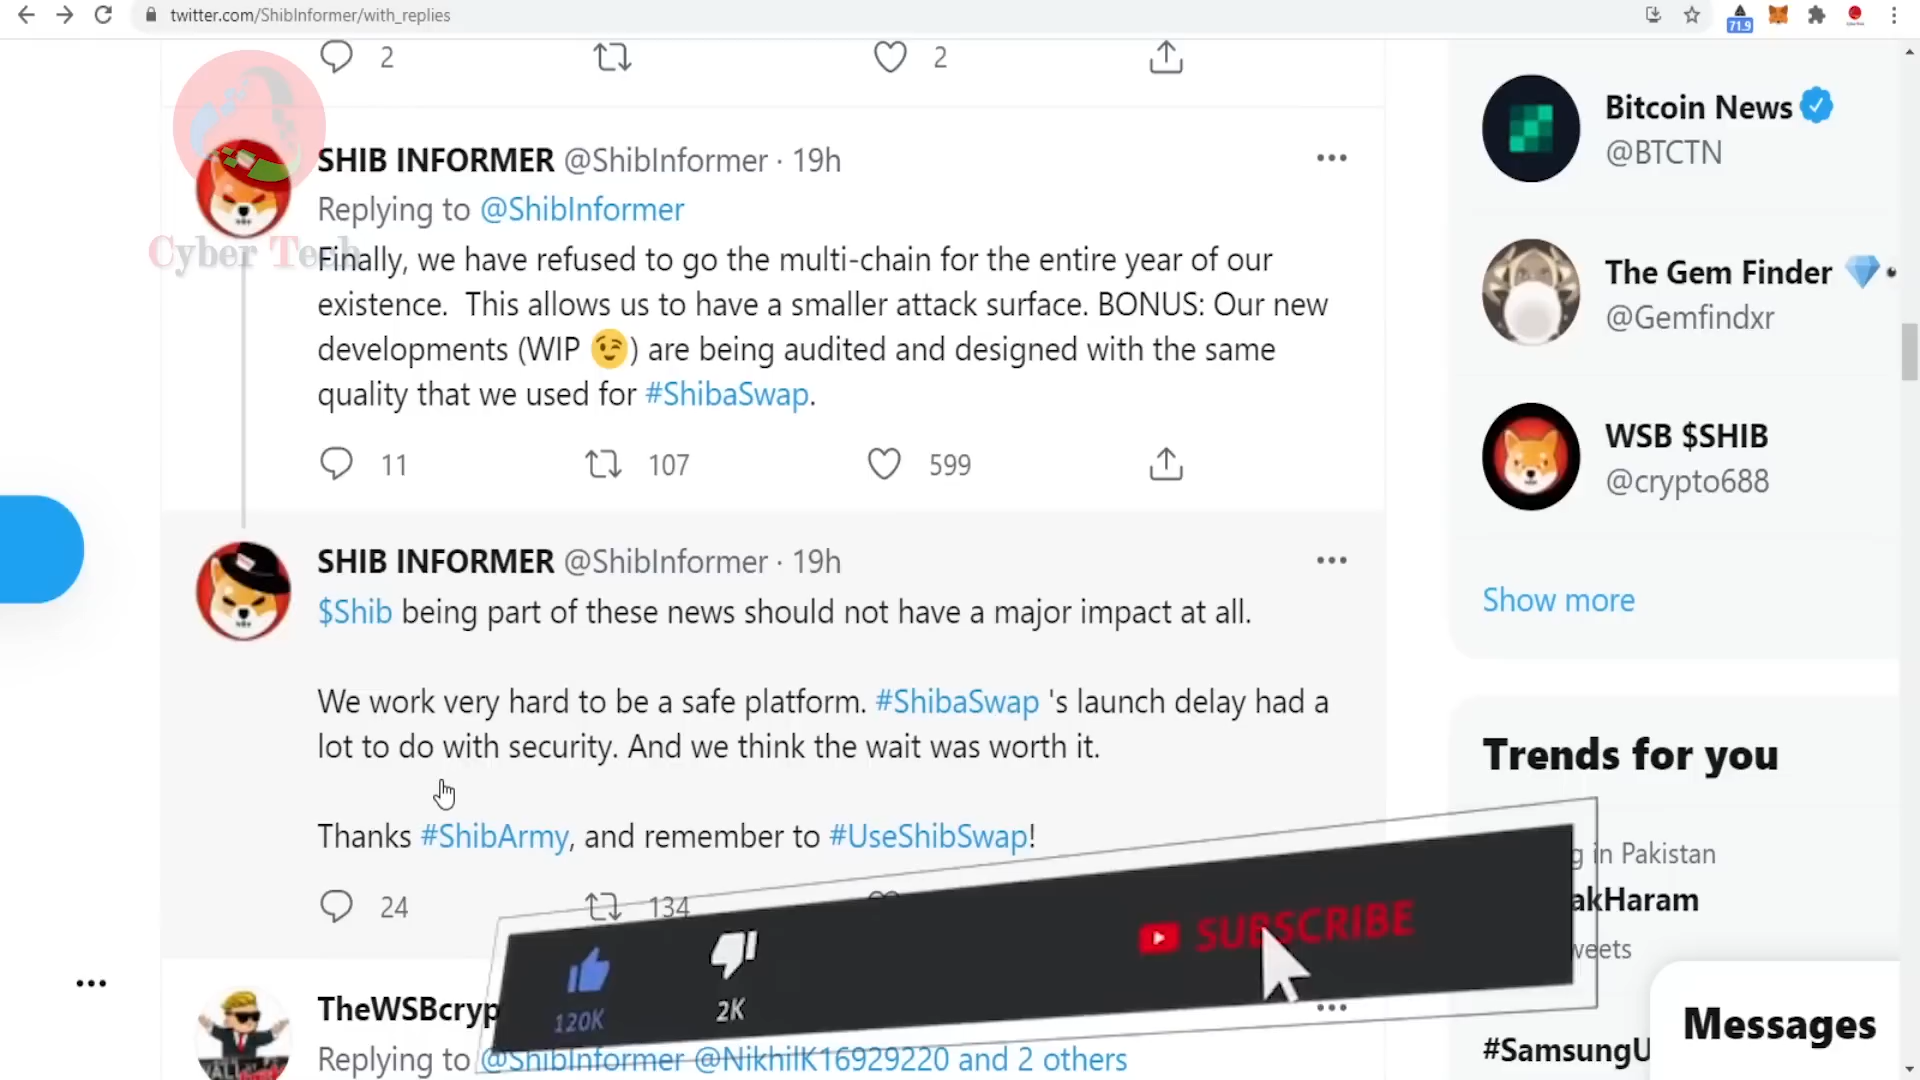 twitter.com/ShibInformer/with_replies
71.9
2
2
SHIB INFORMER @ShibInformer · 19h
Replying to @ShibInformer
Cyber Tech
Finally, we have refused to go the multi-chain for the entire year of our
existence. This allows us to have a smaller attack surface. BONUS: Our new
developments (WIP 😉) are being audited and designed with the same
quality that we used for #ShibaSwap.
11 107 599
SHIB INFORMER @ShibInformer · 19h
$Shib being part of these news should not have a major impact at all.
We work very hard to be a safe platform. #ShibaSwap 's launch delay had a
lot to do with security. And we think the wait was worth it.
Thanks #ShibArmy, and remember to #UseShibSwap!
24 134
120K
2K
SUBSCRIBE
TheWSBcryp
Replying to @ShibInformer @NikhilK16929220 and 2 others
Bitcoin News
@BTCTN
The Gem Finder 💎
@Gemfindxr
WSB $SHIB
@crypto688
Show more
Trends for you
g in Pakistan
akHaram
weets
#SamsungU
Messages